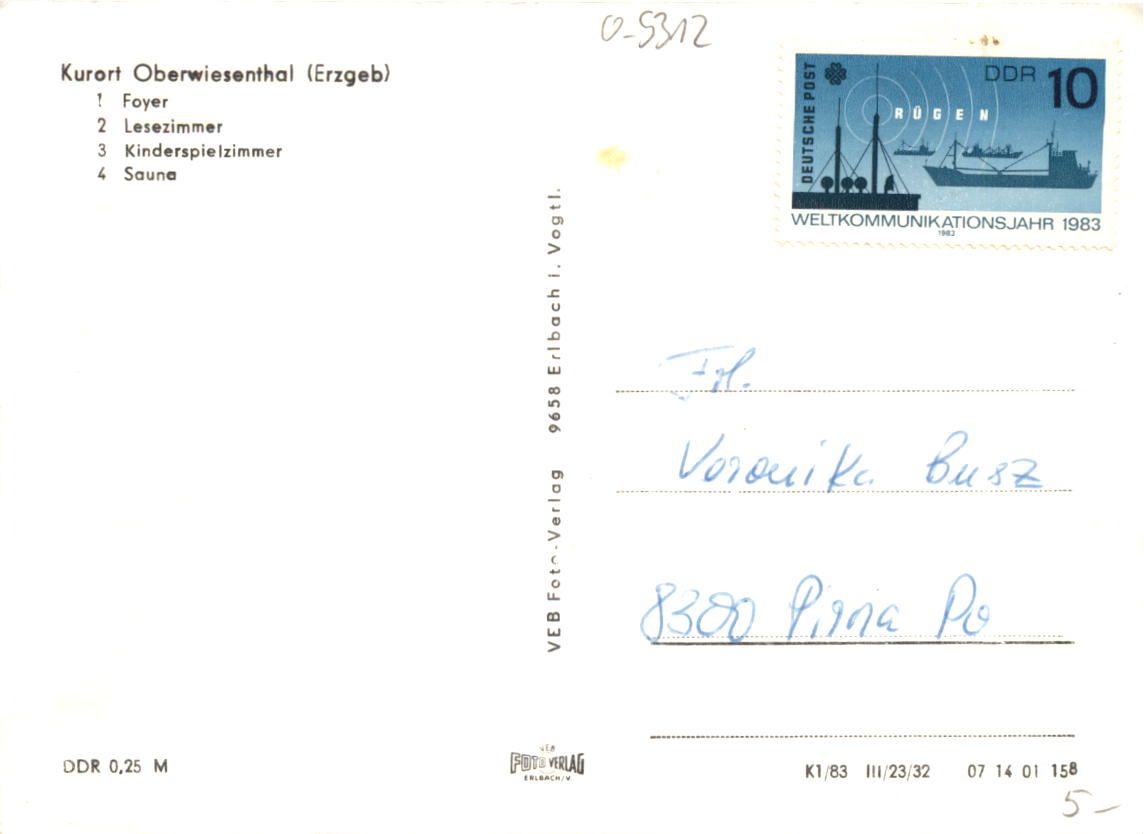 O-5312
Kurort Oberwiesenthal (Erzgeb)
1 Foyer
2 Lesezimmer
3 Kinderspielzimmer
4 Sauna
DEUTSCHE POST
DDR 10
RÜGEN
WELTKOMMUNIKATIONSJAHR 1983
1983
VEB Foto-Verlag 9658 Erlbach i. Vogtl.
Frl.
Voronika Busz
8300 Pirna Po
DDR 0,25 M
VEB
FOTO VERLAG
ERLBACH/V.
K1/83 III/23/32 07 14 01 158
5,-